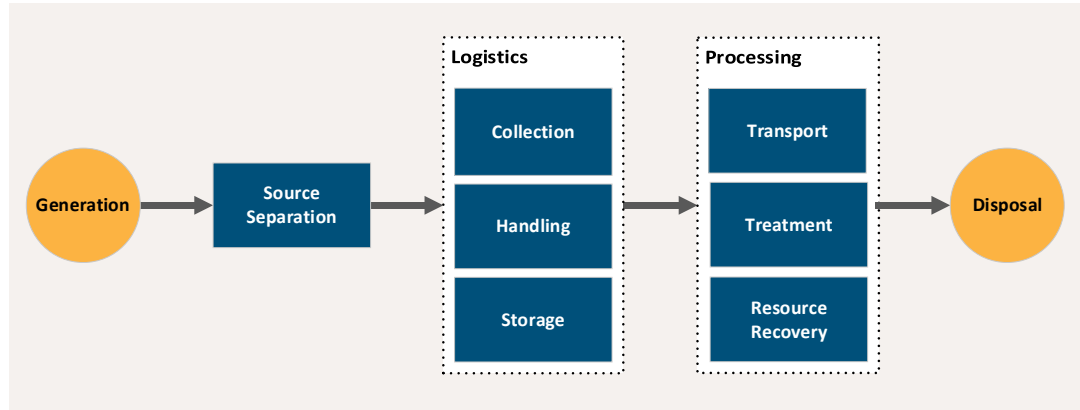 Generation
Source
Separation
Logistics
Collection
Handling
Storage
Processing
Transport
Treatment
Resource
Recovery
Disposal